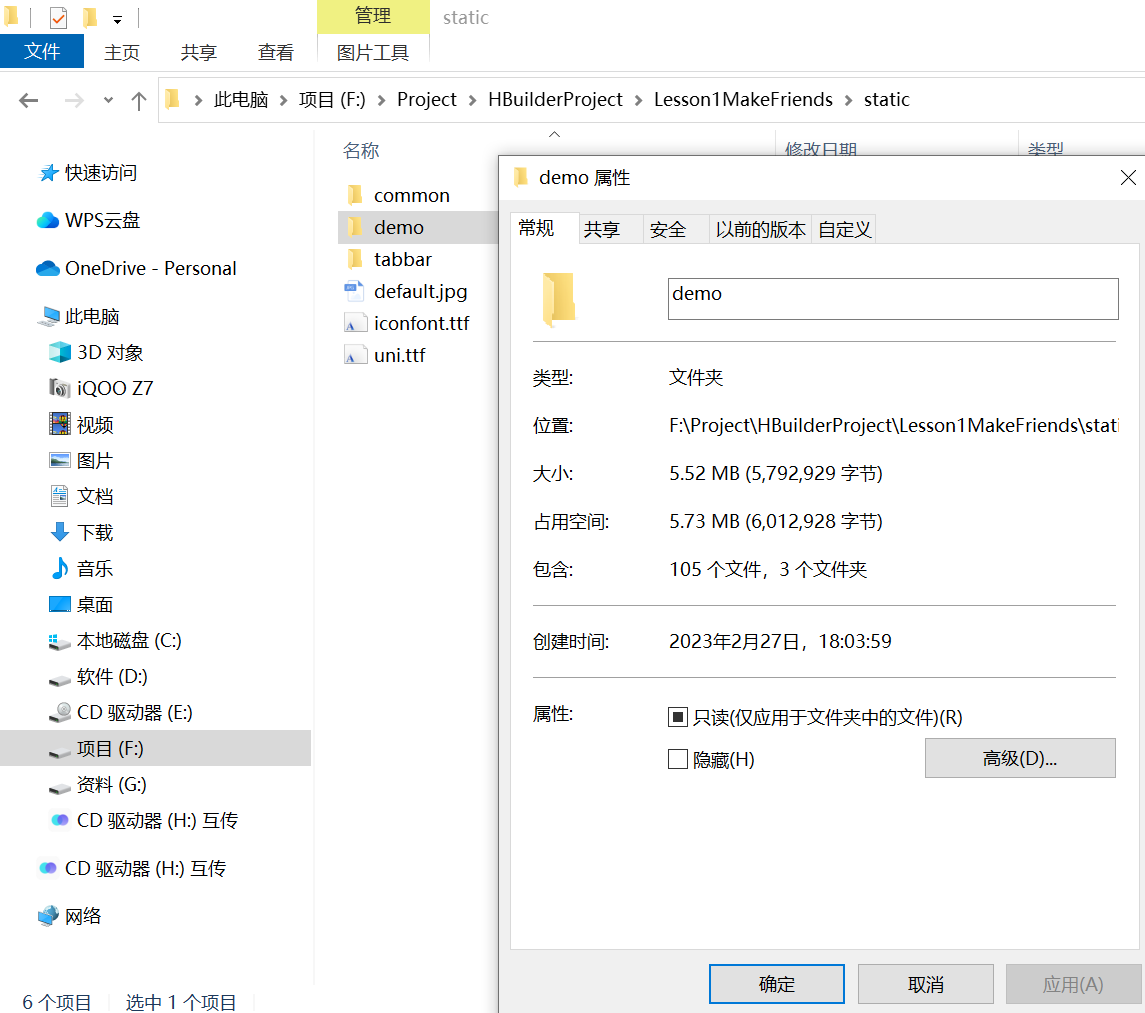 管理
static
文件
主页
共享
查看
图片工具
此电脑
项目 (F:)
Project
HBuilderProject
Lesson1MakeFriends
static
快速访问
WPS云盘
OneDrive - Personal
此电脑
3D 对象
iQOO Z7
视频
图片
文档
下载
音乐
桌面
本地磁盘 (C:)
软件 (D:)
CD 驱动器 (E:)
项目 (F:)
资料 (G:)
CD 驱动器 (H:) 互传
CD 驱动器 (H:) 互传
网络
名称
修改日期
类型
common
demo
tabbar
default.jpg
iconfont.ttf
uni.ttf
demo 属性
常规
共享
安全
以前的版本
自定义
demo
类型: 文件夹
位置: F:\Project\HBuilderProject\Lesson1MakeFriends\stati
大小: 5.52 MB (5,792,929 字节)
占用空间: 5.73 MB (6,012,928 字节)
包含: 105 个文件，3 个文件夹
创建时间: 2023年2月27日，18:03:59
属性: 只读(仅应用于文件夹中的文件)(R)
隐藏(H)
高级(D)...
确定
取消
应用(A)
6 个项目
选中 1 个项目